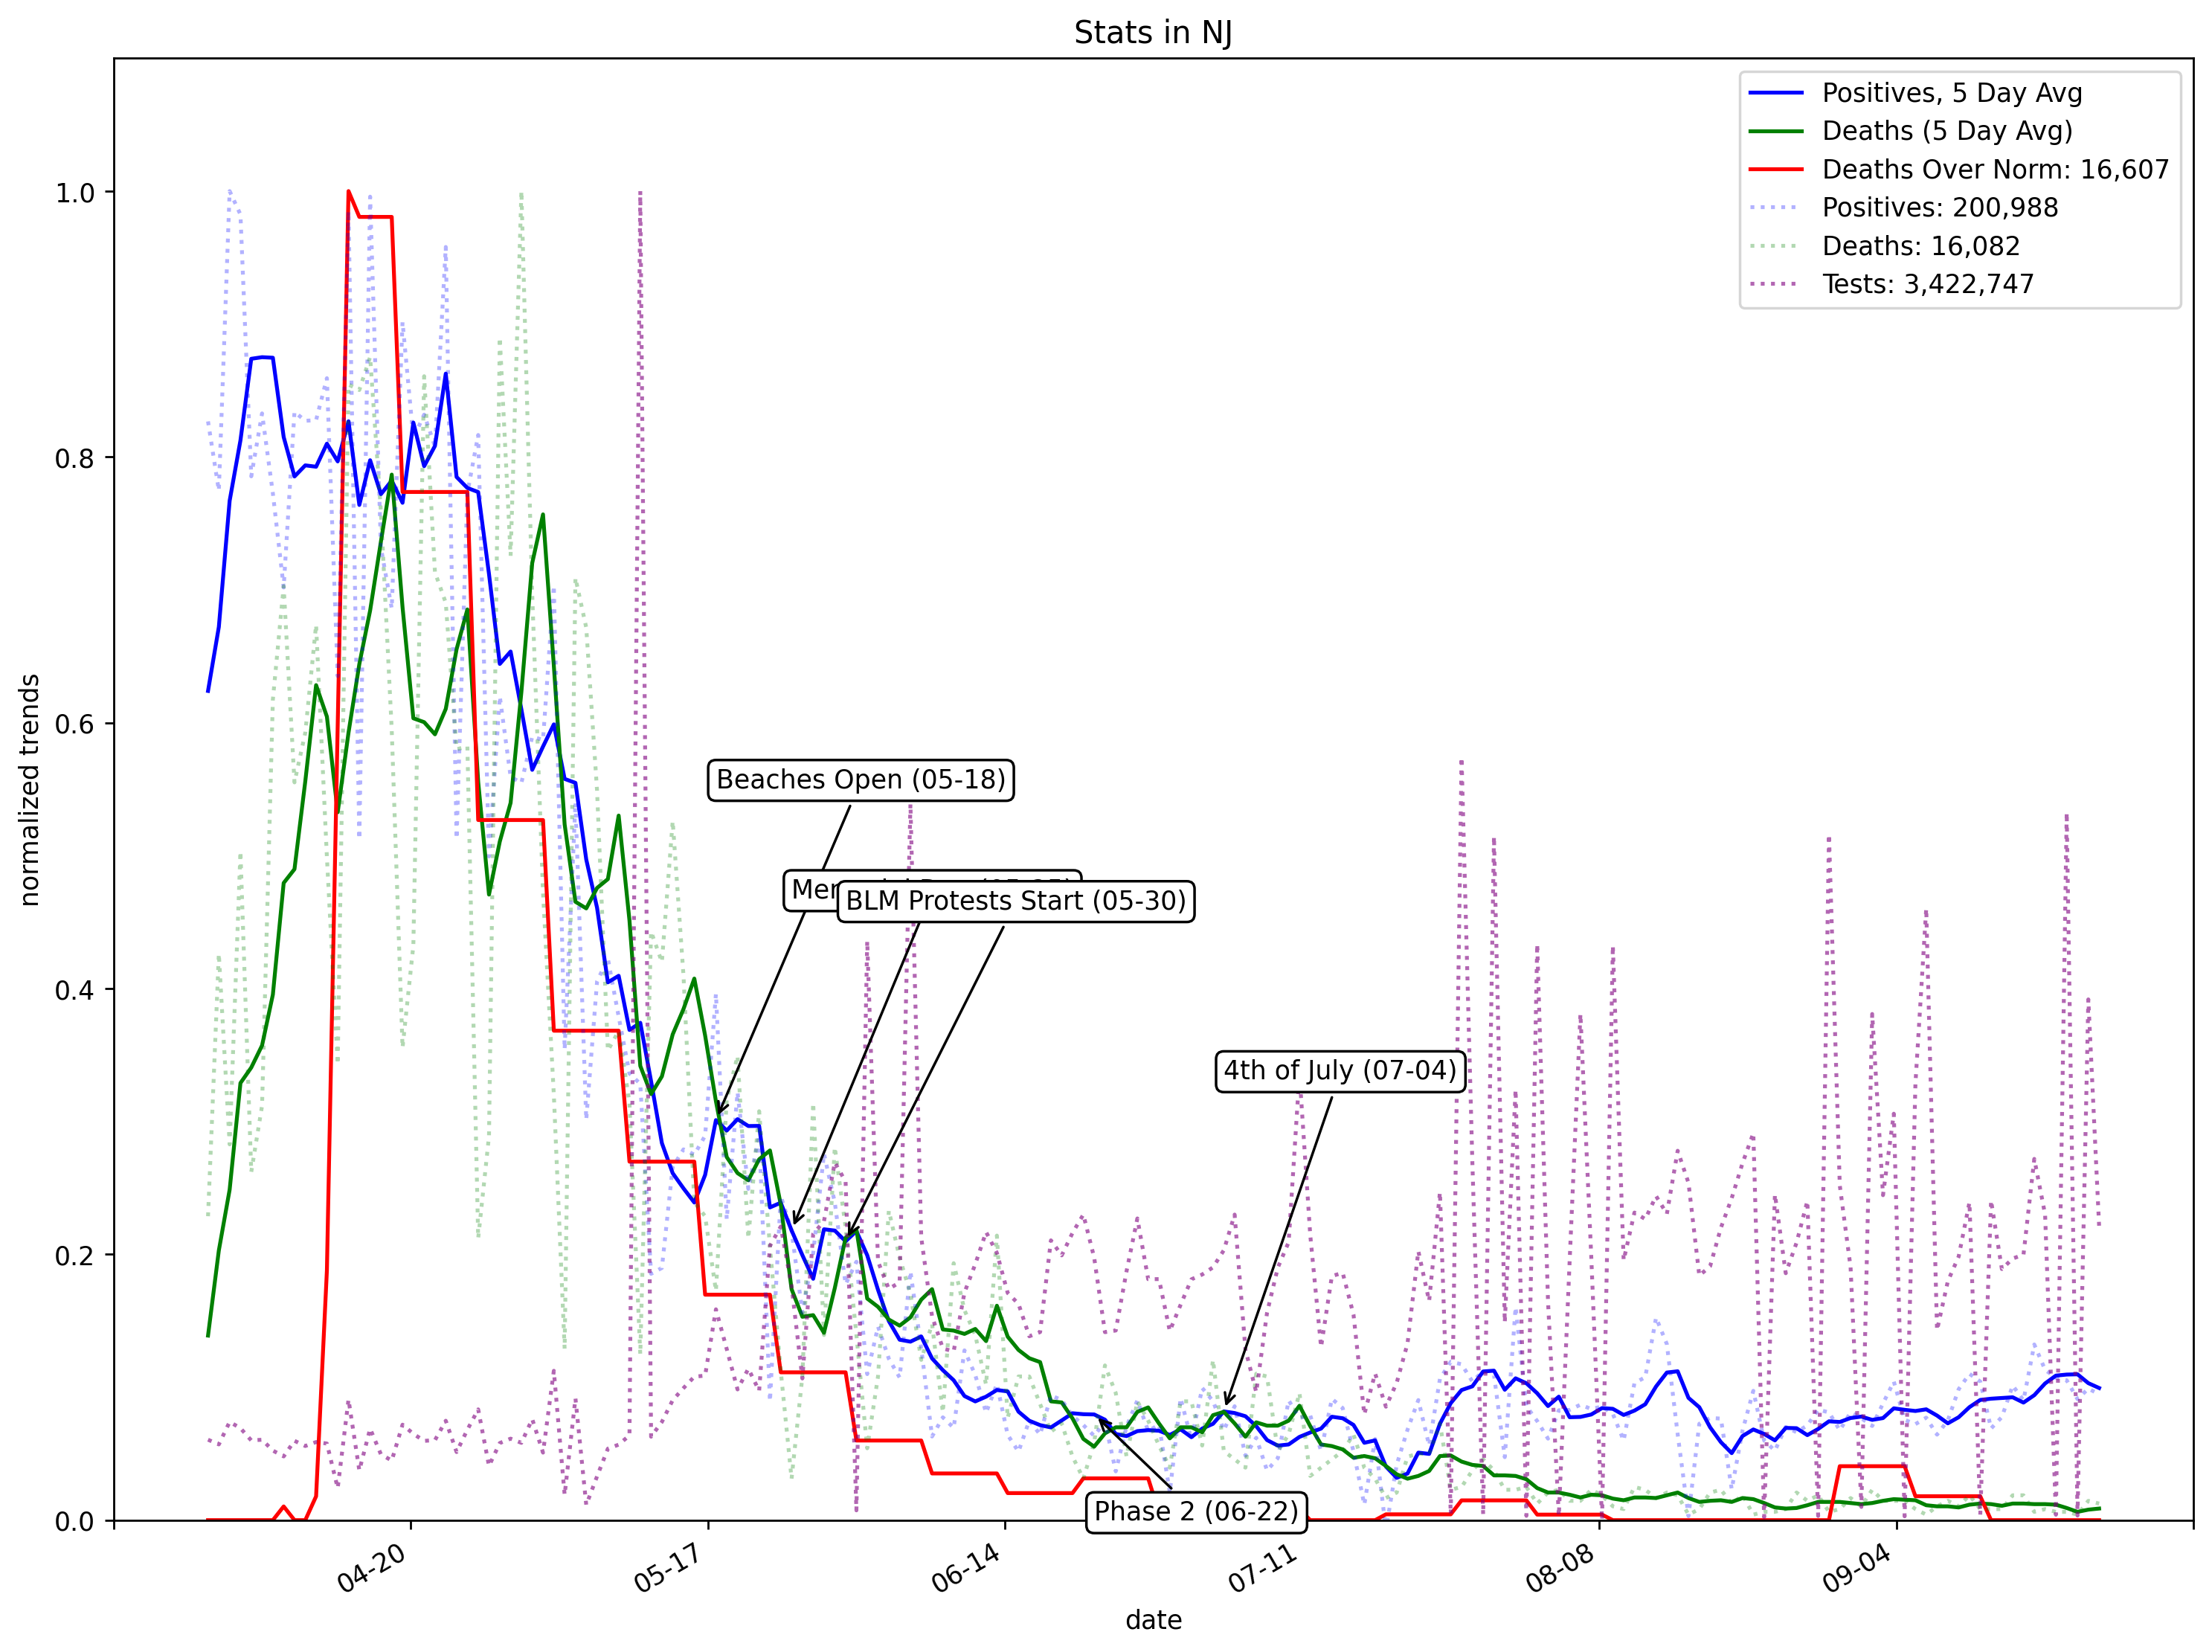 Stats in NJ
Positives, 5 Day Avg
Deaths (5 Day Avg)
Deaths Over Norm: 16,607
Positives: 200,988
Deaths: 16,082
Tests: 3,422,747
normalized trends
1.0
0.8
0.6
0.4
0.2
0.0
Beaches Open (05-18)
BLM Protests Start (05-30)
4th of July (07-04)
Phase 2 (06-22)
04-20
05-17
06-14
07-11
08-08
09-04
date